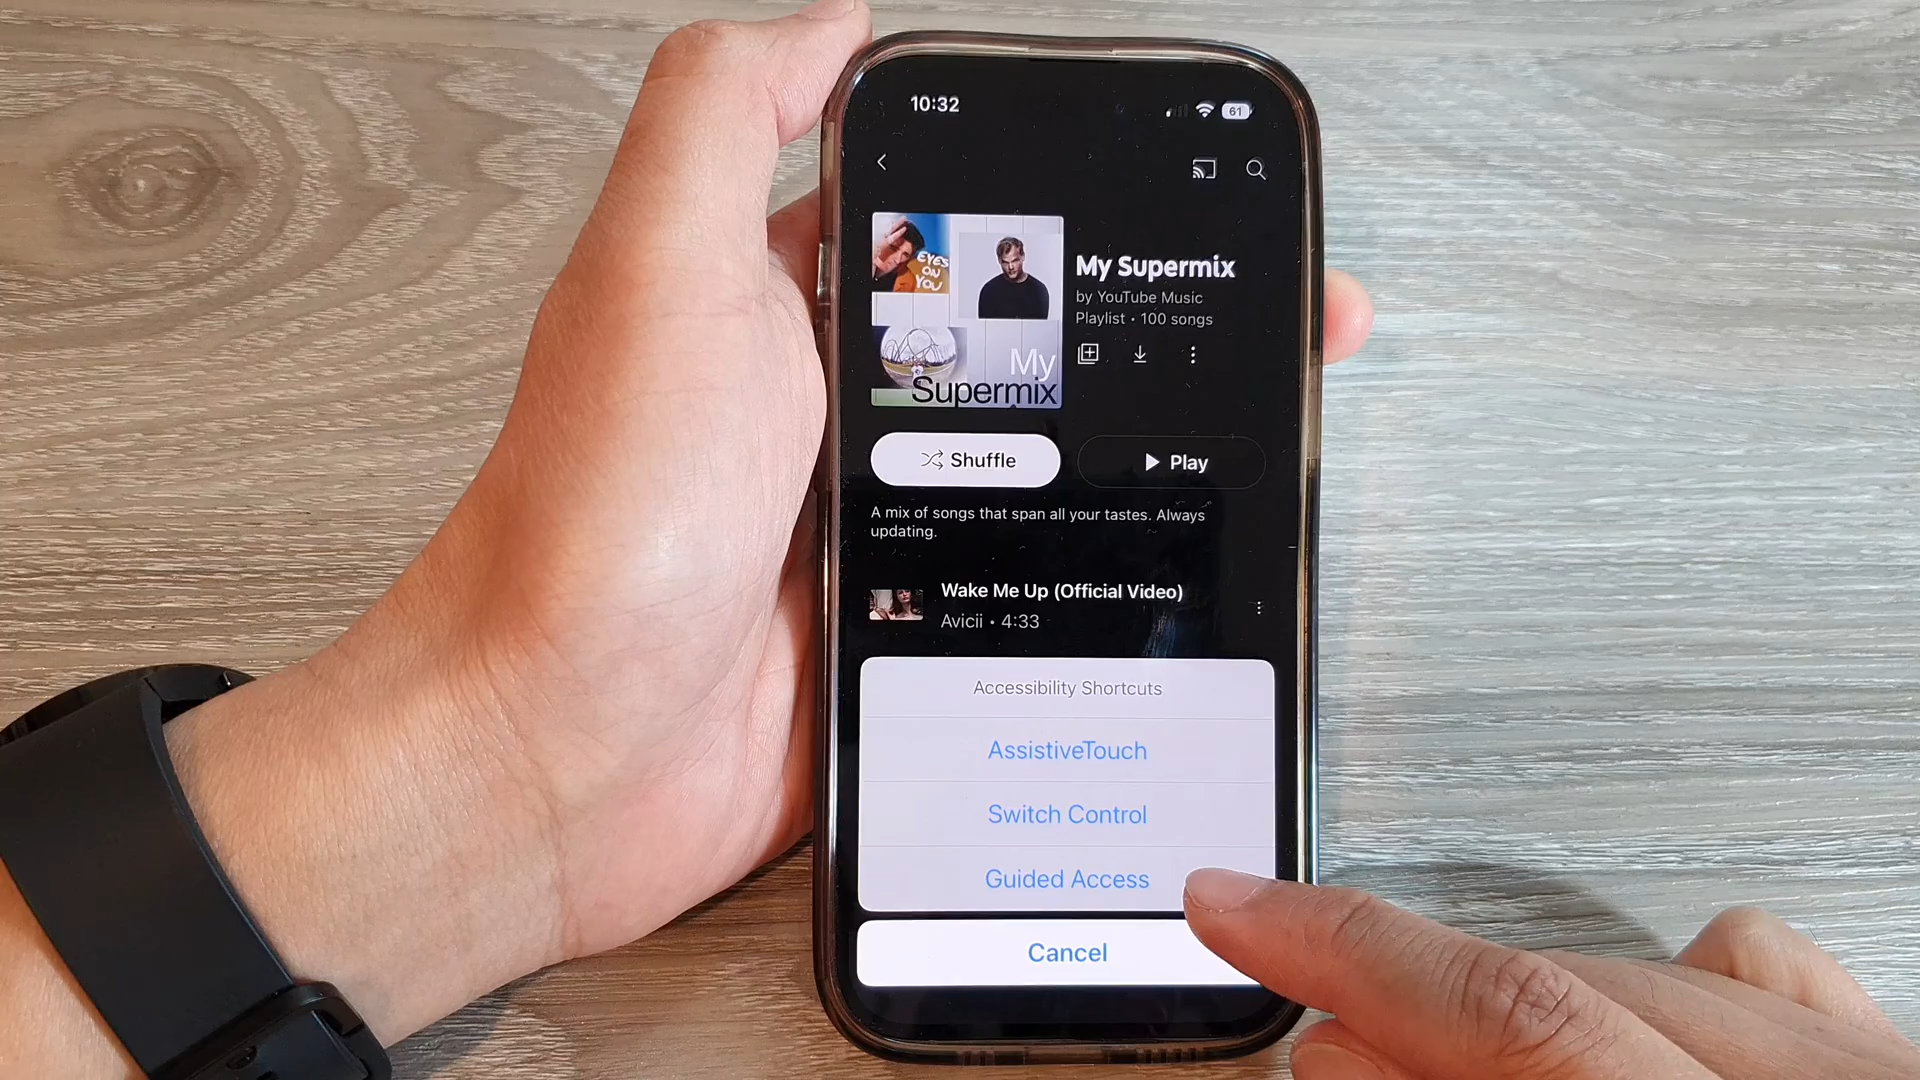 10:32
61
EYES
ON
YOU
My
Supermix
My Supermix
by YouTube Music
Playlist • 100 songs
Shuffle
Play
A mix of songs that span all your tastes. Always
updating.
Wake Me Up (Official Video)
Avicii • 4:33
Accessibility Shortcuts
AssistiveTouch
Switch Control
Guided Access
Cancel